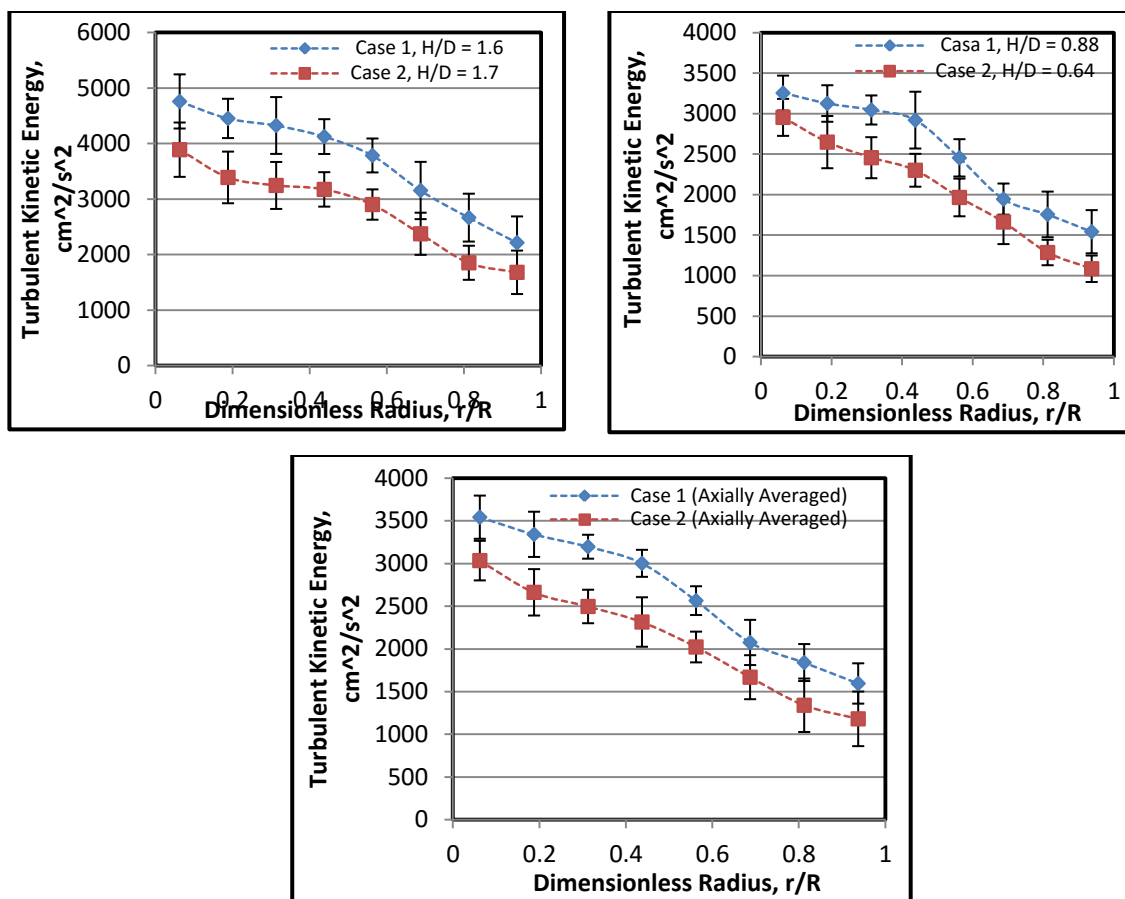 6000
5000
4000
3000
2000
1000
0
0 0.2 0.4 0.6 0.8 1
Turbulent Kinetic Energy,
cm^2/s^2
Dimensionless Radius, r/R
Case 1, H/D = 1.6
Case 2, H/D = 1.7
4000
3500
3000
2500
2000
1500
1000
500
0
0 0.2 0.4 0.6 0.8 1
Turbulent Kinetic Energy,
cm^2/s^2
Dimensionless Radius, r/R
Casa 1, H/D = 0.88
Case 2, H/D = 0.64
4000
3500
3000
2500
2000
1500
1000
500
0
0 0.2 0.4 0.6 0.8 1
Turbulent Kinetic Energy,
cm^2/s^2
Dimensionless Radius, r/R
Case 1 (Axially Averaged)
Case 2 (Axially Averaged)